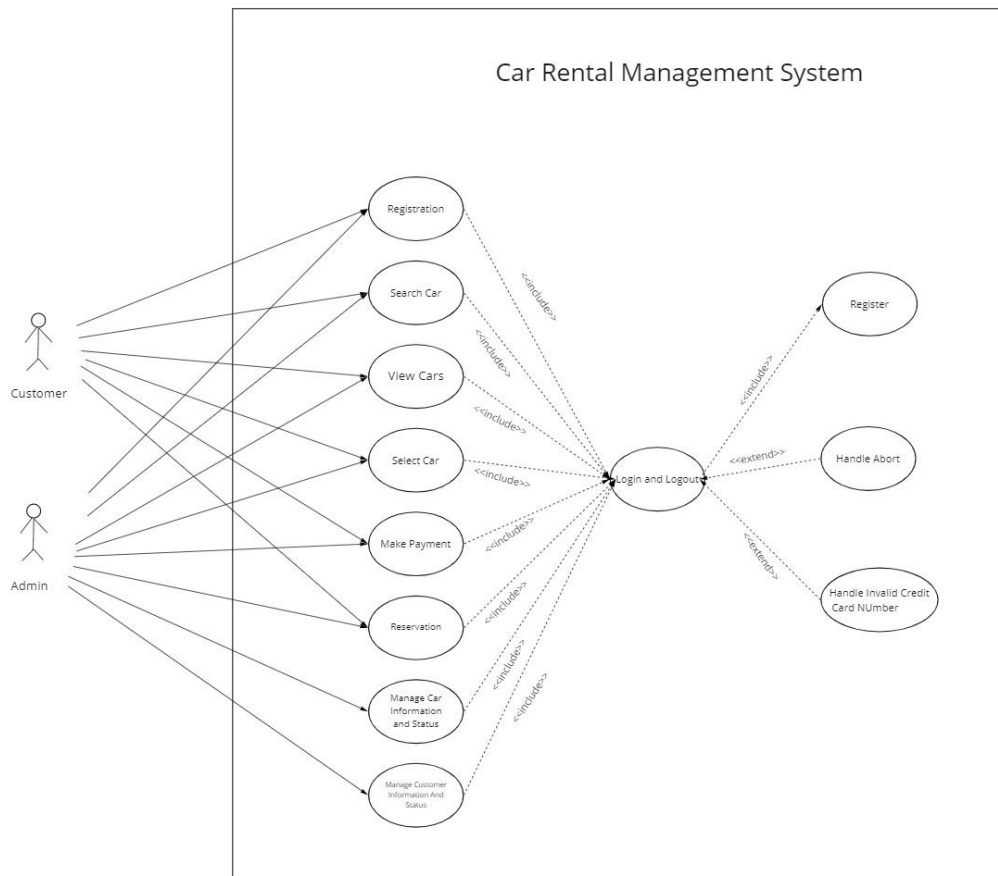 Car Rental Management System
Registration
<<include>>
Search Car
<<include>>
Register
Customer
View Cars
<<include>>
<<include>>
Select Car
<<include>>
Login and Logout
<<extend>>
Handle Abort
Admin
Make Payment
<<include>>
<<extend>>
Reservation
<<include>>
Handle Invalid Credit
Card NUmber
Manage Car
Information
and Status
<<include>>
Manage Customer
Information And
Status
<<include>>